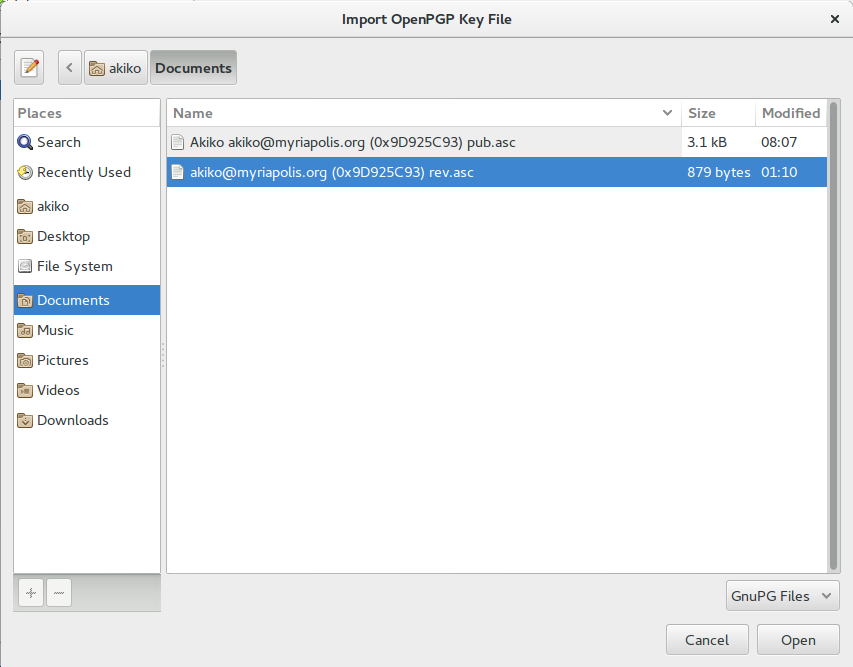 Import OpenPGP Key File
akiko Documents
Places
Search
Recently Used
akiko
Desktop
File System
Documents
Music
Pictures
Videos
Downloads
Name Size Modified
Akiko akiko@myriapolis.org (0x9D925C93) pub.asc 3.1 kB 08:07
akiko@myriapolis.org (0x9D925C93) rev.asc 879 bytes 01:10
GnuPG Files
Cancel Open